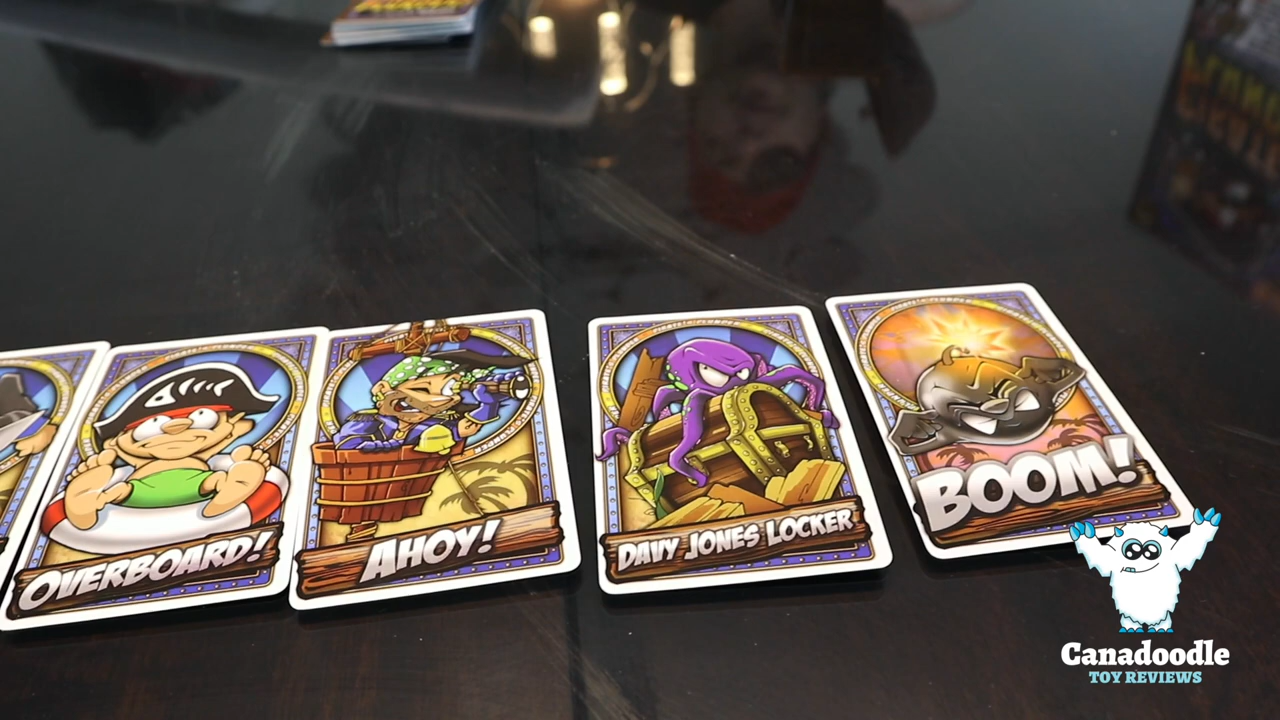 OVERBOARD!
AHOY!
DAVY JONES LOCKER
BOOM!
Canadoodle
TOY REVIEWS